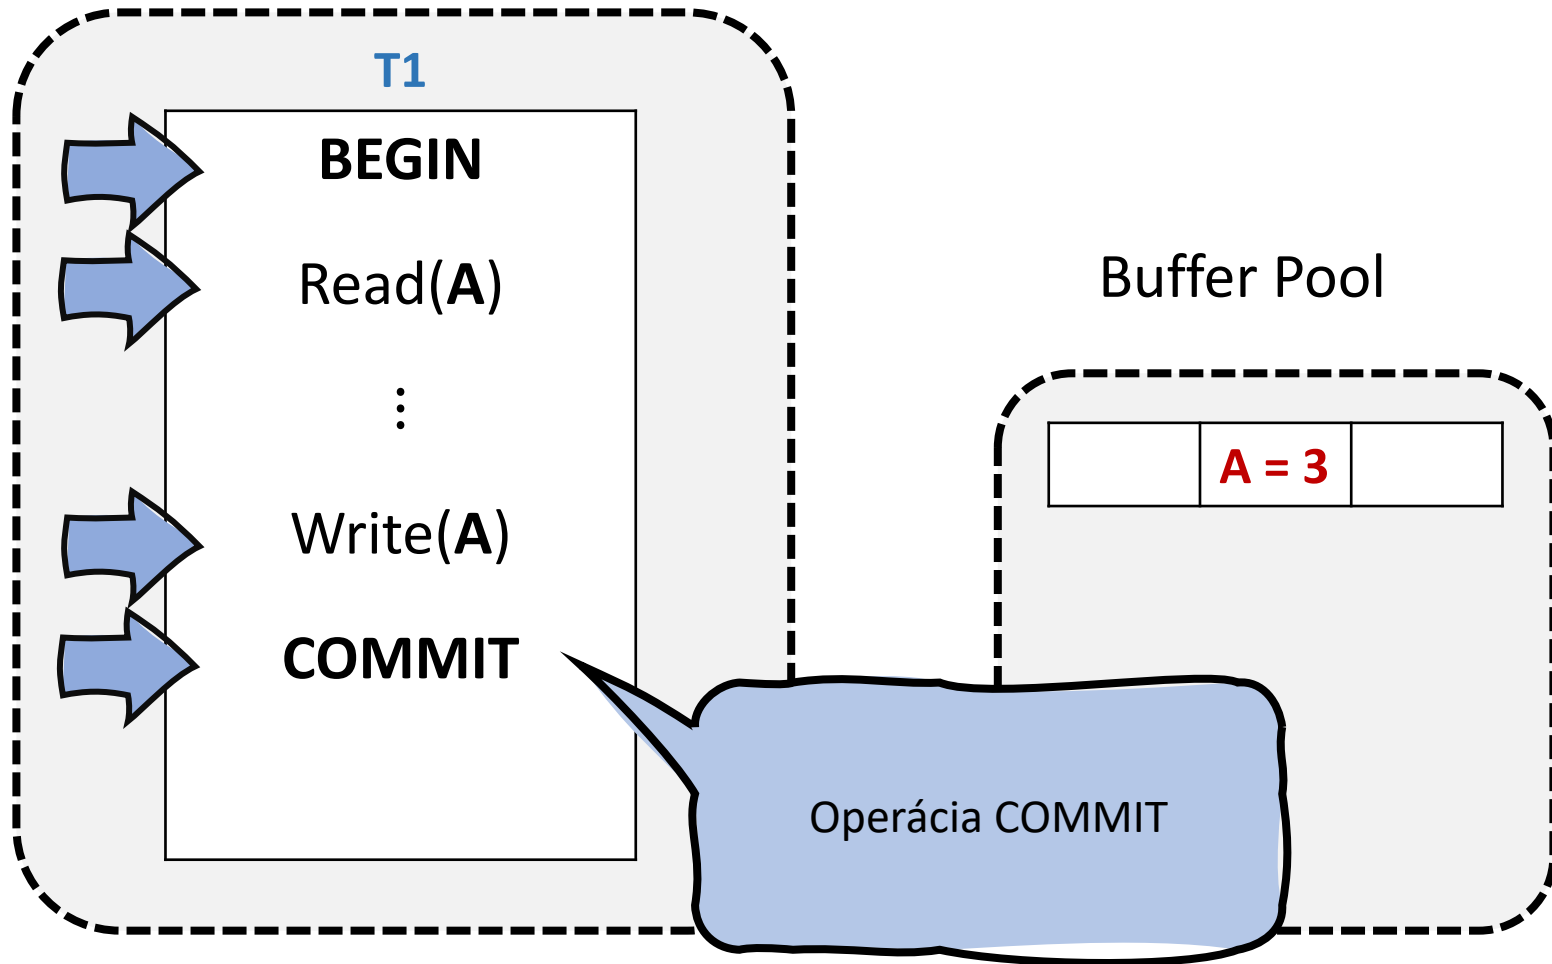 T1
BEGIN
Read(A)
⋮
Write(A)
COMMIT
Buffer Pool
A = 3
Operácia COMMIT